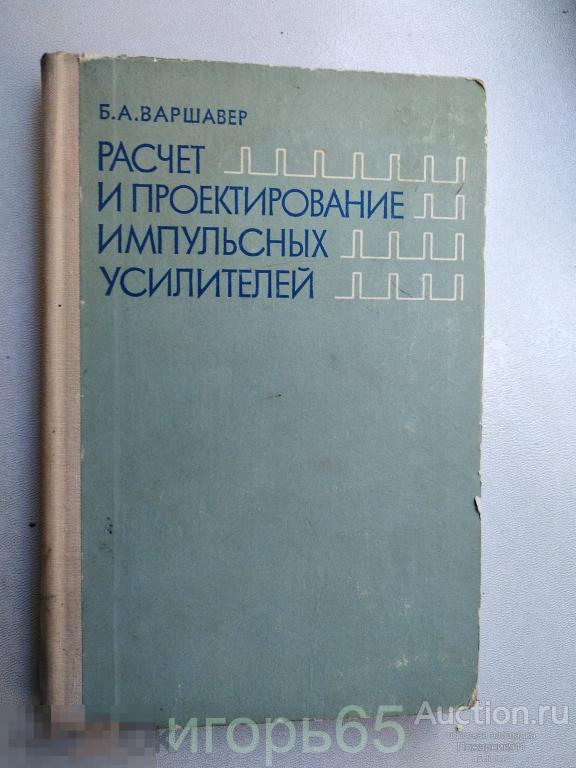 Б.А.ВАРШАВЕР
РАСЧЕТ
И ПРОЕКТИРОВАНИЕ
ИМПУЛЬСНЫХ
УСИЛИТЕЛЕЙ
игорь65
Auction.ru